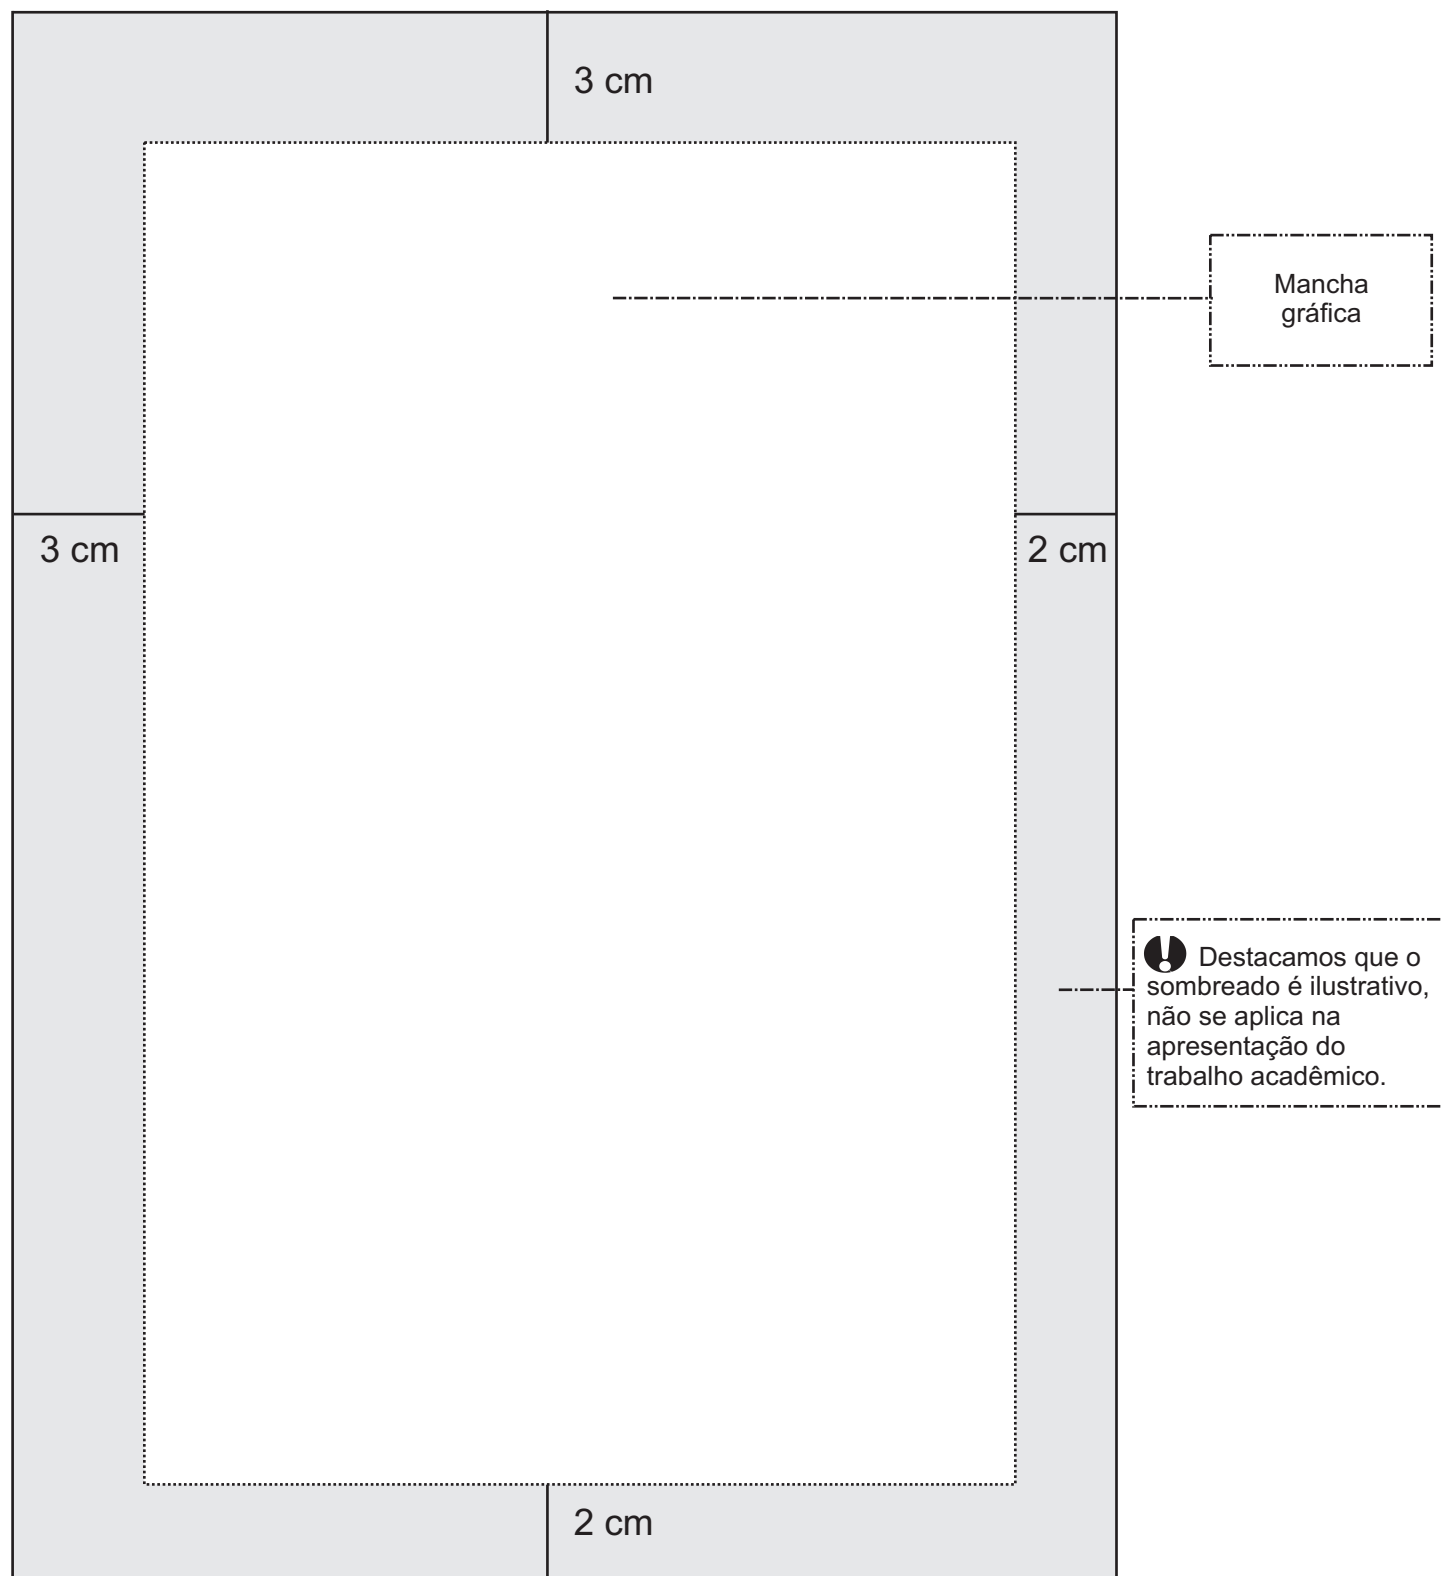 3 cm
Mancha
gráfica
3 cm
2 cm
Destacamos que o
sombreado é ilustrativo,
não se aplica na
apresentação do
trabalho acadêmico.
2 cm